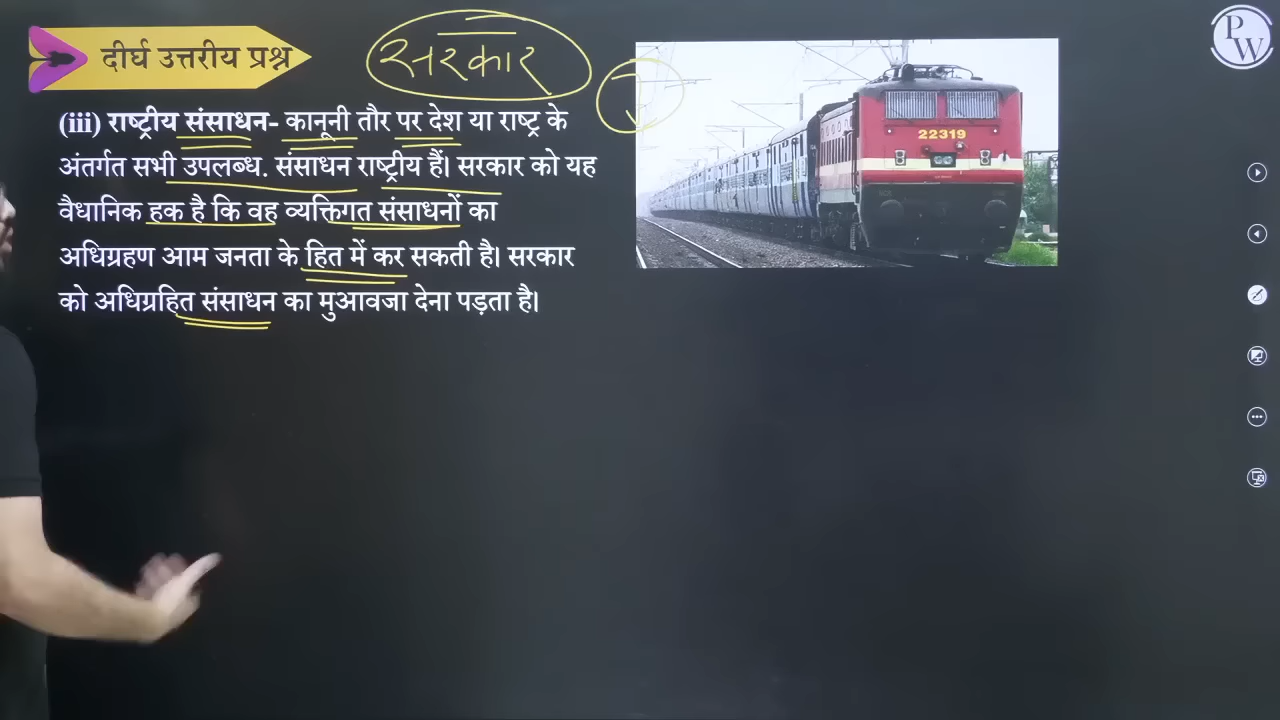 दीर्घ उत्तरीय प्रश्न
सरकार
(iii) राष्ट्रीय संसाधन- कानूनी तौर पर देश या राष्ट्र के
अंतर्गत सभी उपलब्ध. संसाधन राष्ट्रीय हैं। सरकार को यह
वैधानिक हक है कि वह व्यक्तिगत संसाधनों का
अधिग्रहण आम जनता के हित में कर सकती है। सरकार
को अधिग्रहित संसाधन का मुआवजा देना पड़ता है।
22319
PW